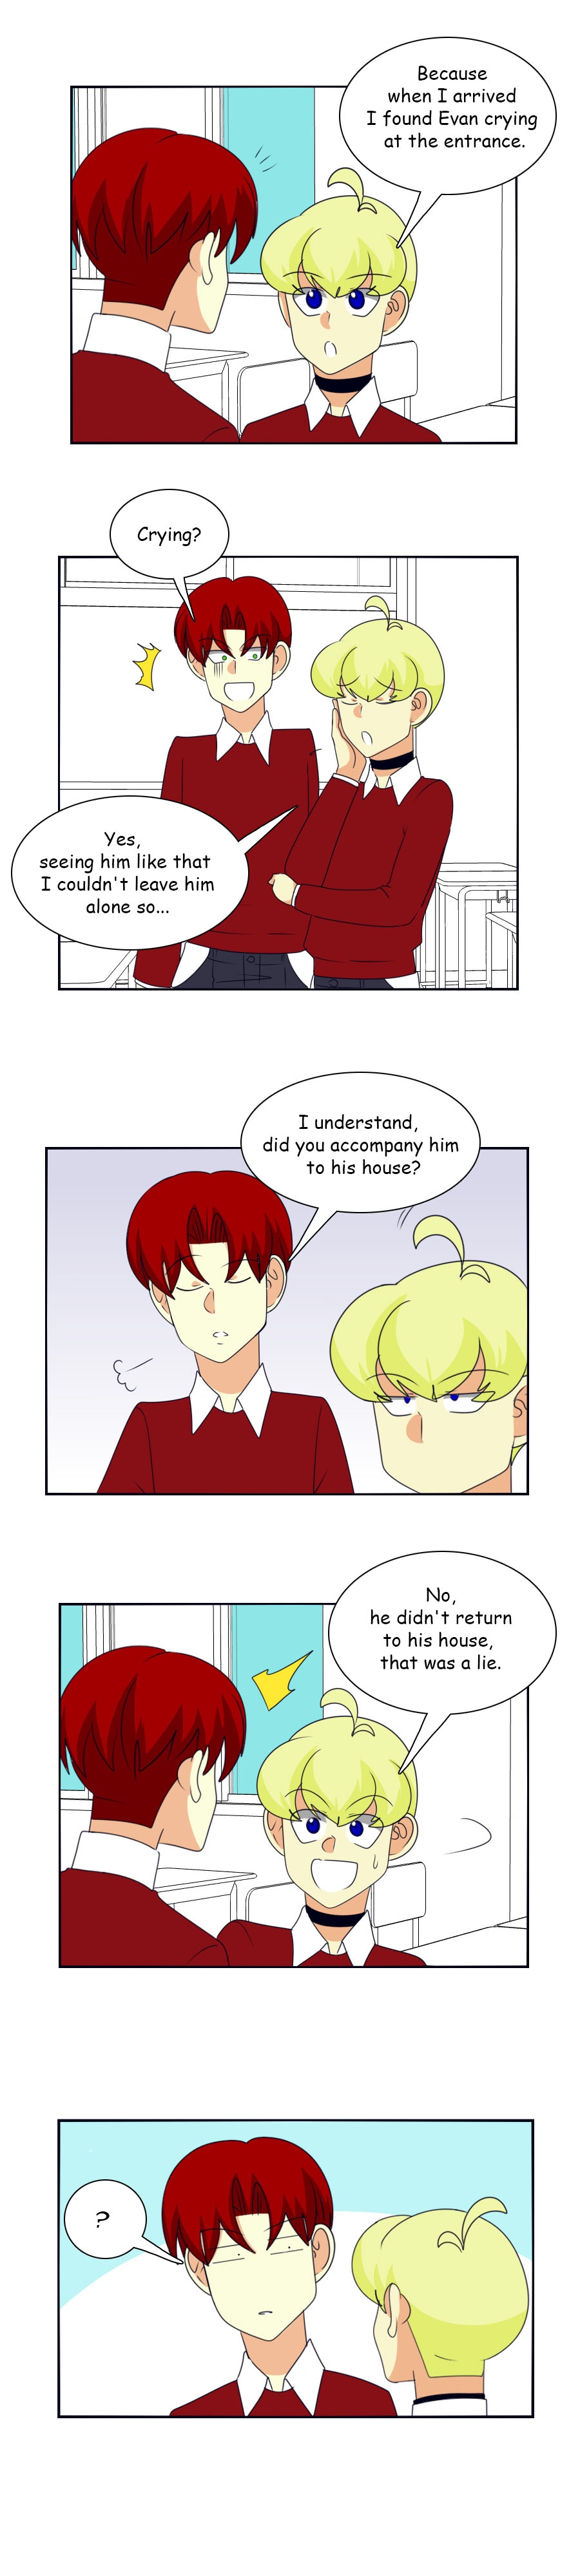 Because
when I arrived
I found Evan crying
at the entrance.
Crying?
Yes,
seeing him like that
I couldn't leave him
alone so...
I understand,
did you accompany him
to his house?
No,
he didn't return
to his house,
that was a lie.
?